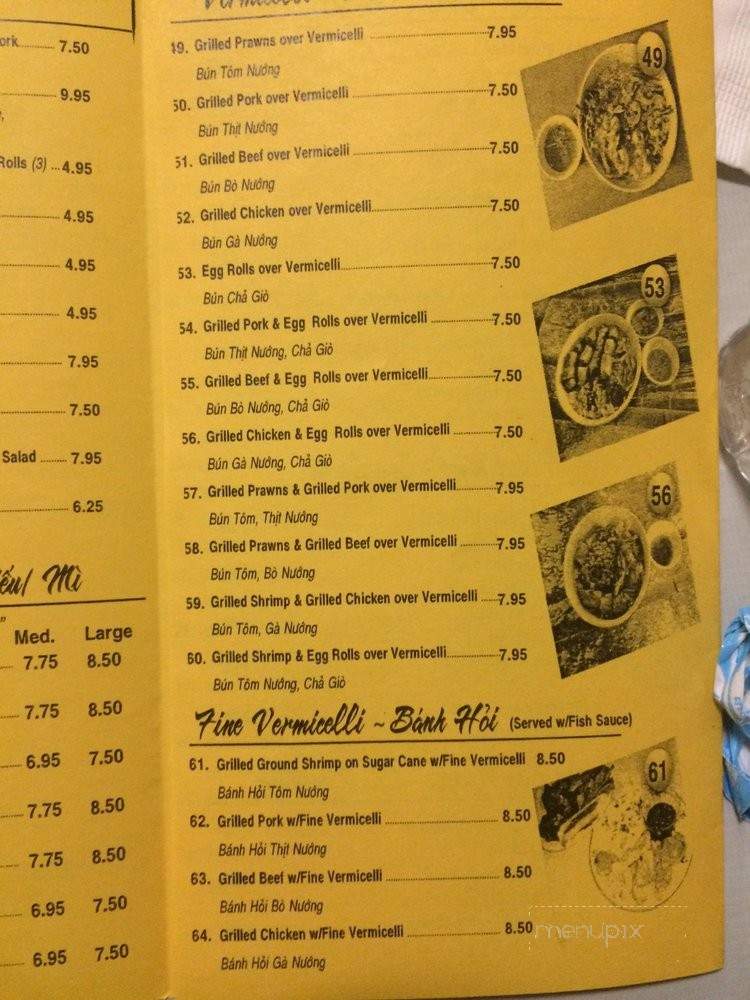 ork 7.50
9.95
Rolls (3) 4.95
4.95
4.95
4.95
7.95
7.50
Salad 7.95
6.25
Mì
Med. Large
7.75 8.50
7.75 8.50
6.95 7.50
7.75 8.50
7.75 8.50
6.95 7.50
6.95 7.50
Vermicelli
49. Grilled Prawns over Vermicelli 7.95
Bún Tôm Nướng
50. Grilled Pork over Vermicelli 7.50
Bún Thịt Nướng
51. Grilled Beef over Vermicelli 7.50
Bún Bò Nướng
52. Grilled Chicken over Vermicelli 7.50
Bún Gà Nướng
53. Egg Rolls over Vermicelli 7.50
Bún Chả Giò
54. Grilled Pork & Egg Rolls over Vermicelli 7.50
Bún Thịt Nướng, Chả Giò
55. Grilled Beef & Egg Rolls over Vermicelli 7.50
Bún Bò Nướng, Chả Giò
56. Grilled Chicken & Egg Rolls over Vermicelli 7.50
Bún Gà Nướng, Chả Giò
57. Grilled Prawns & Grilled Pork over Vermicelli 7.95
Bún Tôm, Thịt Nướng
58. Grilled Prawns & Grilled Beef over Vermicelli 7.95
Bún Tôm, Bò Nướng
59. Grilled Shrimp & Grilled Chicken over Vermicelli 7.95
Bún Tôm, Gà Nướng
60. Grilled Shrimp & Egg Rolls over Vermicelli 7.95
Bún Tôm Nướng, Chả Giò
Fine Vermicelli ~ Bánh Hỏi (Served w/Fish Sauce)
61. Grilled Ground Shrimp on Sugar Cane w/Fine Vermicelli 8.50
Bánh Hỏi Tôm Nướng
62. Grilled Pork w/Fine Vermicelli 8.50
Bánh Hỏi Thịt Nướng
63. Grilled Beef w/Fine Vermicelli 8.50
Bánh Hỏi Bò Nướng
64. Grilled Chicken w/Fine Vermicelli 8.50
Bánh Hỏi Gà Nướng
49
53
56
61
menupix